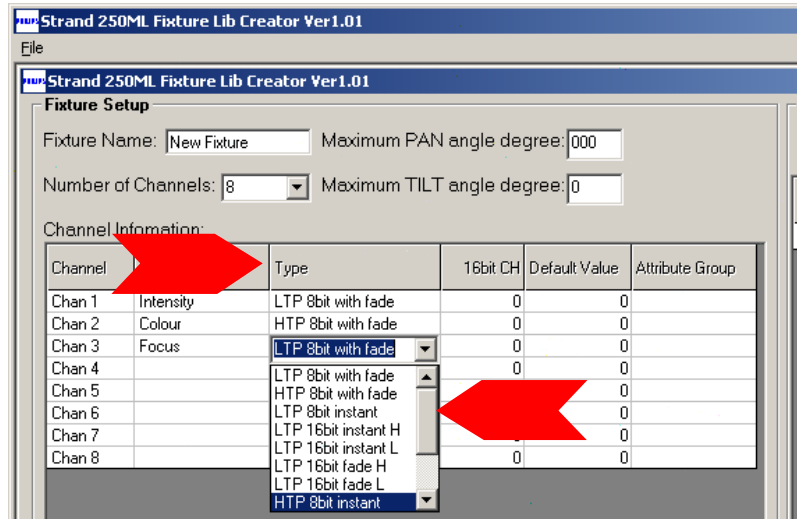 PHILIPS Strand 250ML Fixture Lib Creator Ver1.01
File
PHILIPS Strand 250ML Fixture Lib Creator Ver1.01
Fixture Setup
Fixture Name: New Fixture Maximum PAN angle degree: 000
Number of Channels: 8 Maximum TILT angle degree: 0
Channel Infomation:
Channel Type 16bit CH Default Value Attribute Group
Chan 1 Intensity LTP 8bit with fade 0 0
Chan 2 Colour HTP 8bit with fade 0 0
Chan 3 Focus LTP 8bit with fade 0 0
Chan 4 0 0
Chan 5 0
Chan 6 0
Chan 7 0 0
Chan 8 0 0
LTP 8bit with fade
HTP 8bit with fade
LTP 8bit instant
LTP 16bit instant H
LTP 16bit instant L
LTP 16bit fade H
LTP 16bit fade L
HTP 8bit instant